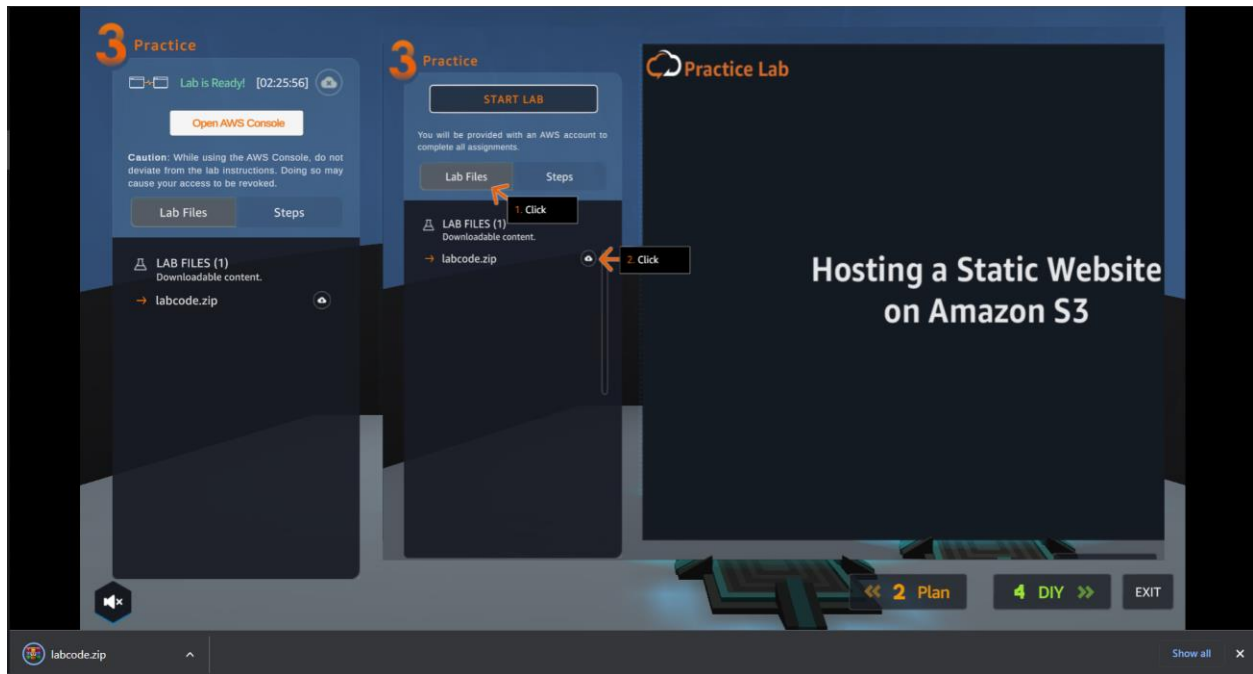 3 Practice
Lab is Ready! [02:25:56]
Open AWS Console
Caution: While using the AWS Console, do not
deviate from the lab instructions. Doing so may
cause your access to be revoked.
Lab Files Steps
LAB FILES (1)
Downloadable content.
→ labcode.zip
3 Practice
START LAB
You will be provided with an AWS account to
complete all assignments.
Lab Files Steps
1. Click
LAB FILES (1)
Downloadable content.
→ labcode.zip
2. Click
Practice Lab
Hosting a Static Website
on Amazon S3
<< 2 Plan
4 DIY >>
EXIT
labcode.zip
Show all